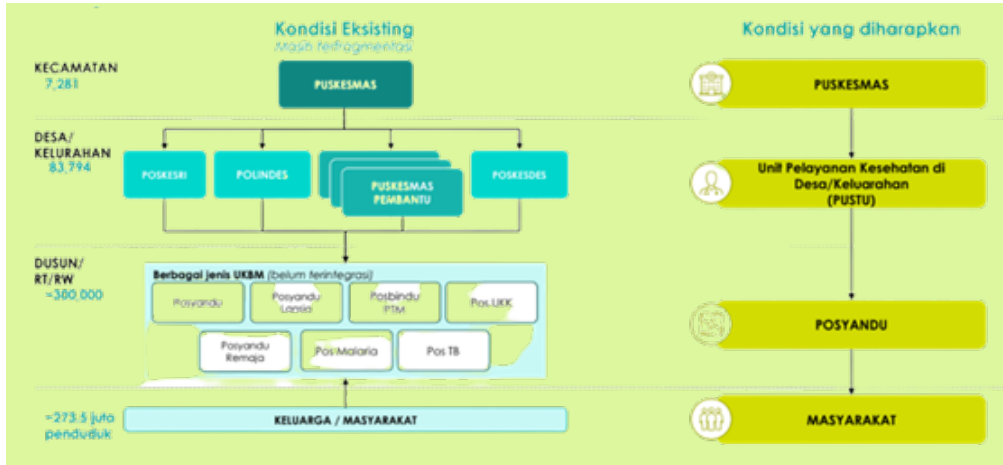 Kondisi Eksisting
Masih terfragmentasi
Kondisi yang diharapkan
KECAMATAN
7,281
PUSKESMAS
PUSKESMAS
DESA/
KELURAHAN
83,794
POSKESRI
POLINDES
PUSKESMAS
PEMBANTU
POSKESDES
Unit Pelayanan Kesehatan di
Desa/Keluarahan
(PUSTU)
DUSUN/
RT/RW
≈300,000
Berbagai jenis UKBM (belum terintegrasi)
Posyandu
Posyandu
Lansia
Posbindu
PTM
Pos UKK
Posyandu
Remaja
Pos Malaria
Pos TB
POSYANDU
≈273.5 juta
penduduk
KELUARGA / MASYARAKAT
MASYARAKAT